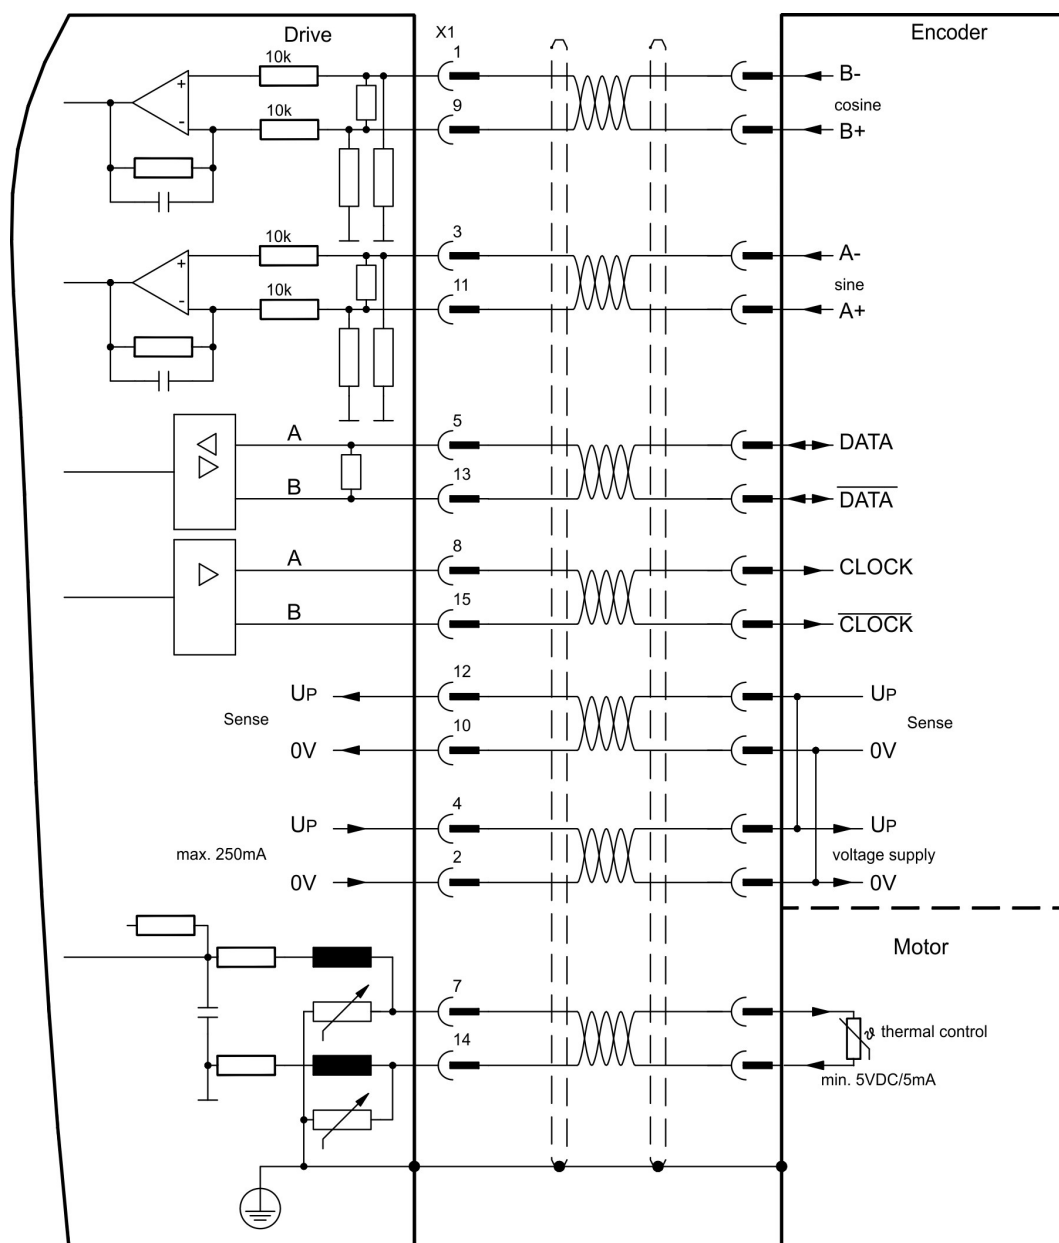 Drive
X1
Encoder
10k
1
B-
+
cosine
-
10k
9
B+
10k
3
A-
+
sine
-
10k
11
A+
A
5
DATA
B
13
DATA
A
8
CLOCK
B
15
CLOCK
UP
12
UP
Sense
Sense
0V
10
0V
UP
4
UP
max. 250mA
voltage supply
0V
2
0V
Motor
7
ϑ thermal control
14
min. 5VDC/5mA